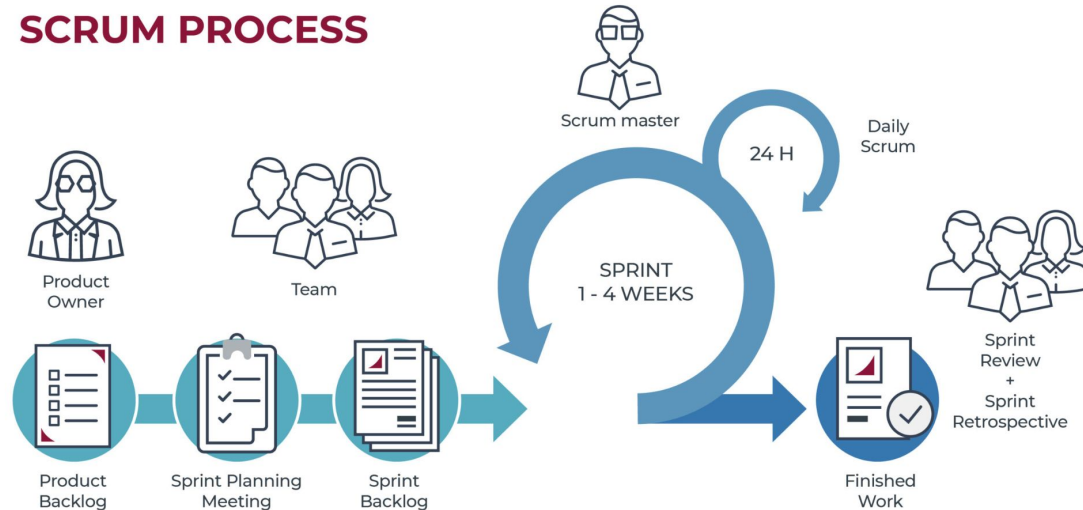 SCRUM PROCESS
Scrum master
24 H
Daily
Scrum
Product
Owner
Team
SPRINT
1 - 4 WEEKS
Sprint
Review
+
Sprint
Retrospective
Product
Backlog
Sprint Planning
Meeting
Sprint
Backlog
Finished
Work